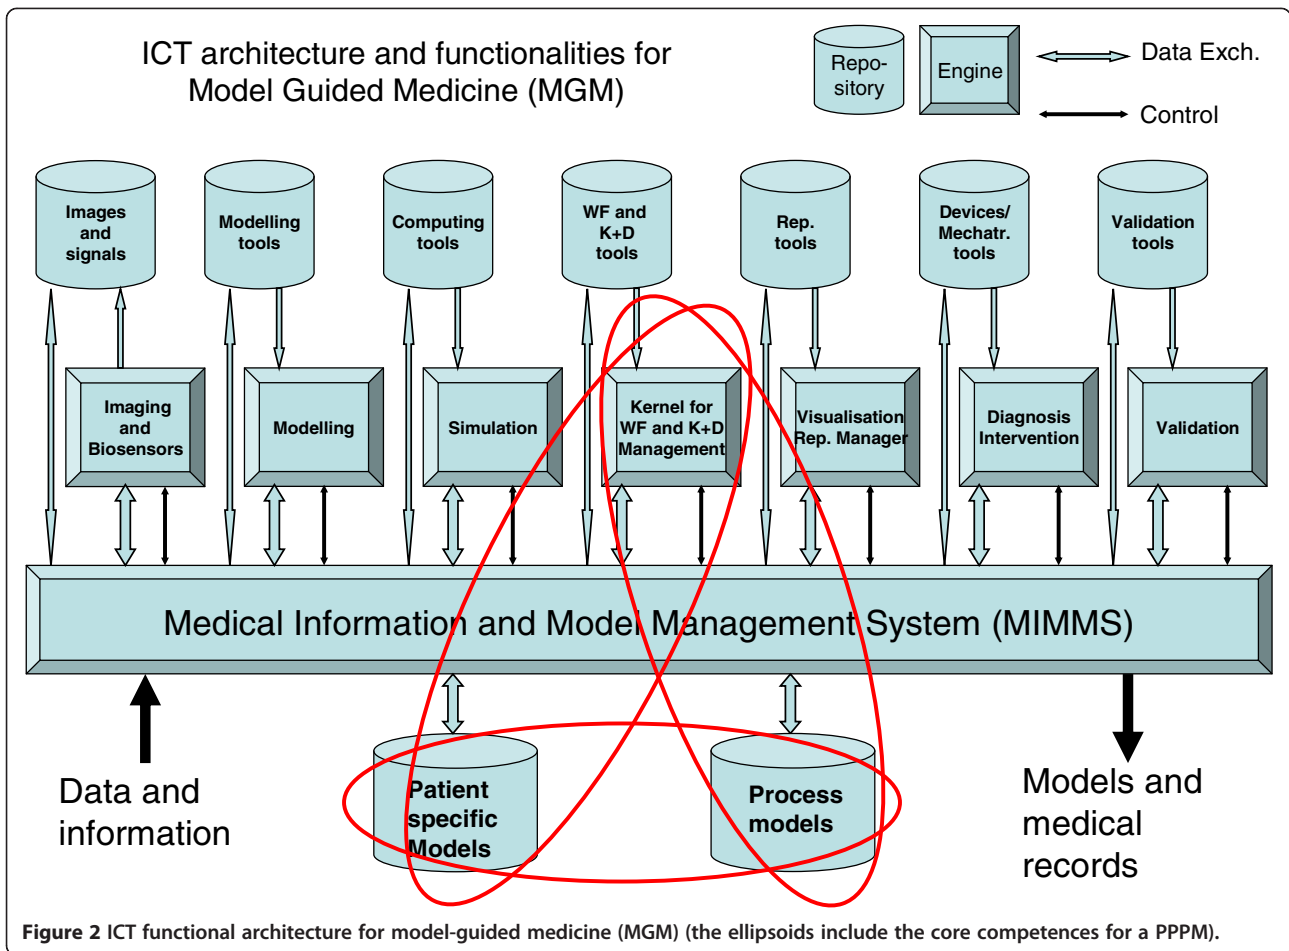 ICT architecture and functionalities for
Model Guided Medicine (MGM)
Repo-
sitory
Engine
Data Exch.
Control
Images
and
signals
Modelling
tools
Computing
tools
WF and
K+D
tools
Rep.
tools
Devices/
Mechatr.
tools
Validation
tools
Imaging
and
Biosensors
Modelling
Simulation
Kernel for
WF and K+D
Management
Visualisation
Rep. Manager
Diagnosis
Intervention
Validation
Medical Information and Model Management System (MIMMS)
Data and
information
Patient
specific
Models
Process
models
Models and
medical
records
Figure 2 ICT functional architecture for model-guided medicine (MGM) (the ellipsoids include the core competences for a PPPM).